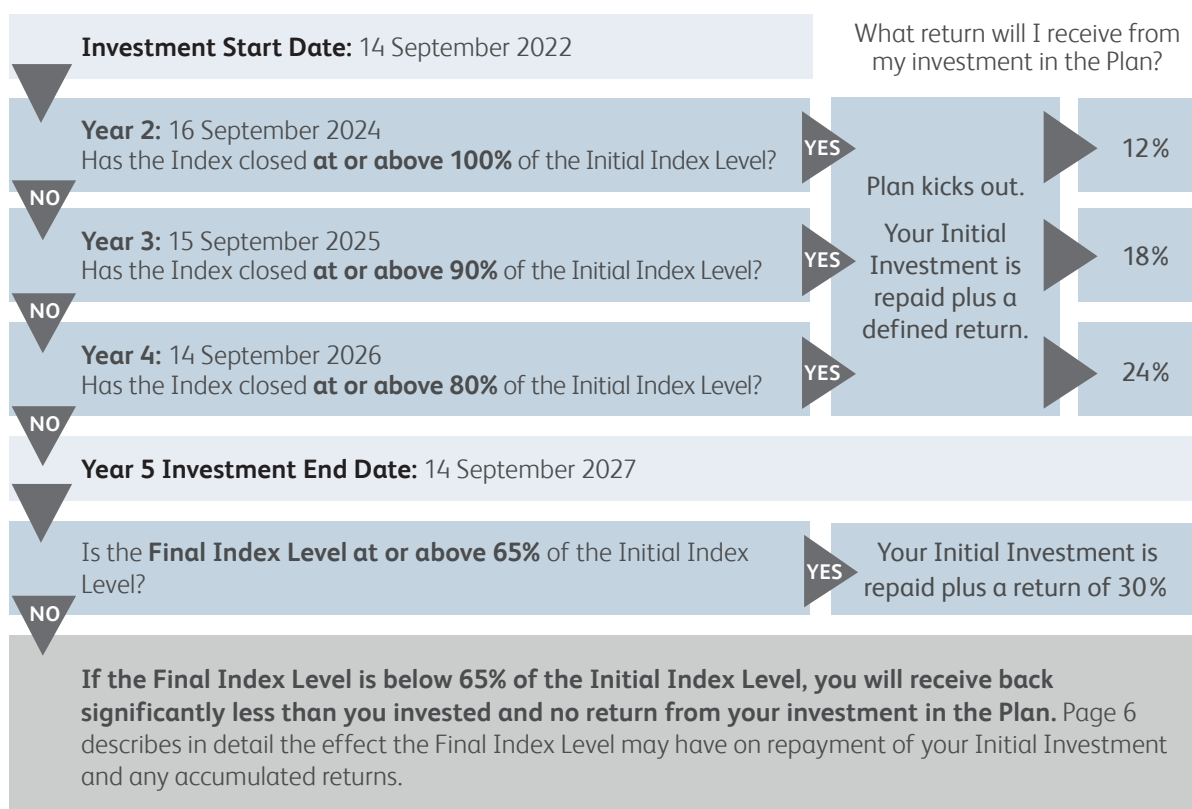 Investment Start Date: 14 September 2022
What return will I receive from
my investment in the Plan?
Year 2: 16 September 2024
Has the Index closed at or above 100% of the Initial Index Level?
YES
12%
NO
Plan kicks out.
Your Initial
Investment is
repaid plus a
defined return.
Year 3: 15 September 2025
Has the Index closed at or above 90% of the Initial Index Level?
YES
18%
NO
Year 4: 14 September 2026
Has the Index closed at or above 80% of the Initial Index Level?
YES
24%
NO
Year 5 Investment End Date: 14 September 2027
Is the Final Index Level at or above 65% of the Initial Index
Level?
YES
Your Initial Investment is
repaid plus a return of 30%
NO
If the Final Index Level is below 65% of the Initial Index Level, you will receive back
significantly less than you invested and no return from your investment in the Plan. Page 6
describes in detail the effect the Final Index Level may have on repayment of your Initial Investment
and any accumulated returns.